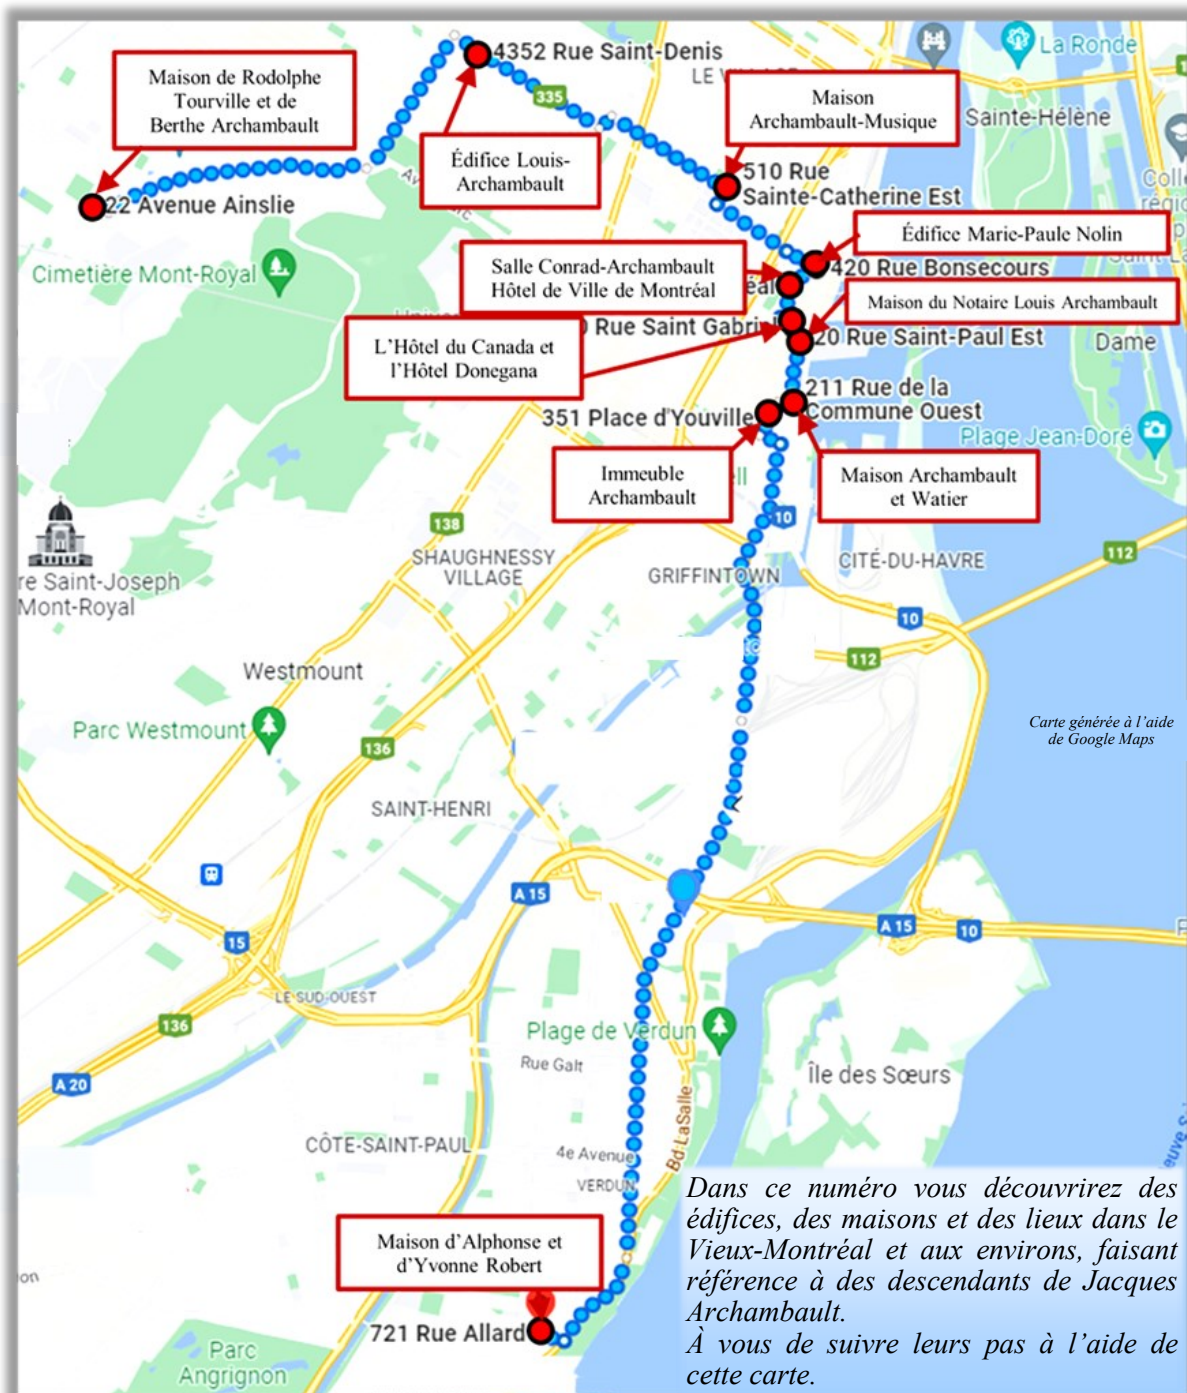 La Ronde
4352 Rue Saint-Denis
LE
Maison de Rodolphe
Tourville et de
Berthe Archambault
335
Maison
Archambault-Musique
Sainte-Hélène
Édifice Louis-
Archambault
510 Rue
Sainte-Catherine Est
22 Avenue Ainslie
Édifice Marie-Paule Nolin
Salle Conrad-Archambault
Hôtel de Ville de Montréal
420 Rue Bonsecours
Cimetière Mont-Royal
éal
Maison du Notaire Louis Archambault
Rue Saint Gabri
20 Rue Saint-Paul Est
Dame
L'Hôtel du Canada et
l'Hôtel Donegana
211 Rue de la
Commune Ouest
351 Place d'Youville
Plage Jean-Doré
Immeuble
Archambault
ell
Maison Archambault
et Watier
10
138
SHAUGHNESSY
VILLAGE
GRIFFINTOWN
CITÉ-DU-HAVRE
112
re Saint-Joseph
Mont-Royal
10
112
Westmount
Parc Westmount
136
Carte générée à l'aide
de Google Maps
SAINT-HENRI
A 15
15
A 15
10
LE SUD-OUEST
136
Plage de Verdun
Rue Galt
Île des Sœurs
A 20
Bd LaSalle
CÔTE-SAINT-PAUL
4e Avenue
VERDUN
Maison d'Alphonse et
d'Yvonne Robert
721 Rue Allard
Parc
Angrignon
Dans ce numéro vous découvrirez des
édifices, des maisons et des lieux dans le
Vieux-Montréal et aux environs, faisant
référence à des descendants de Jacques
Archambault.
À vous de suivre leurs pas à l'aide de
cette carte.